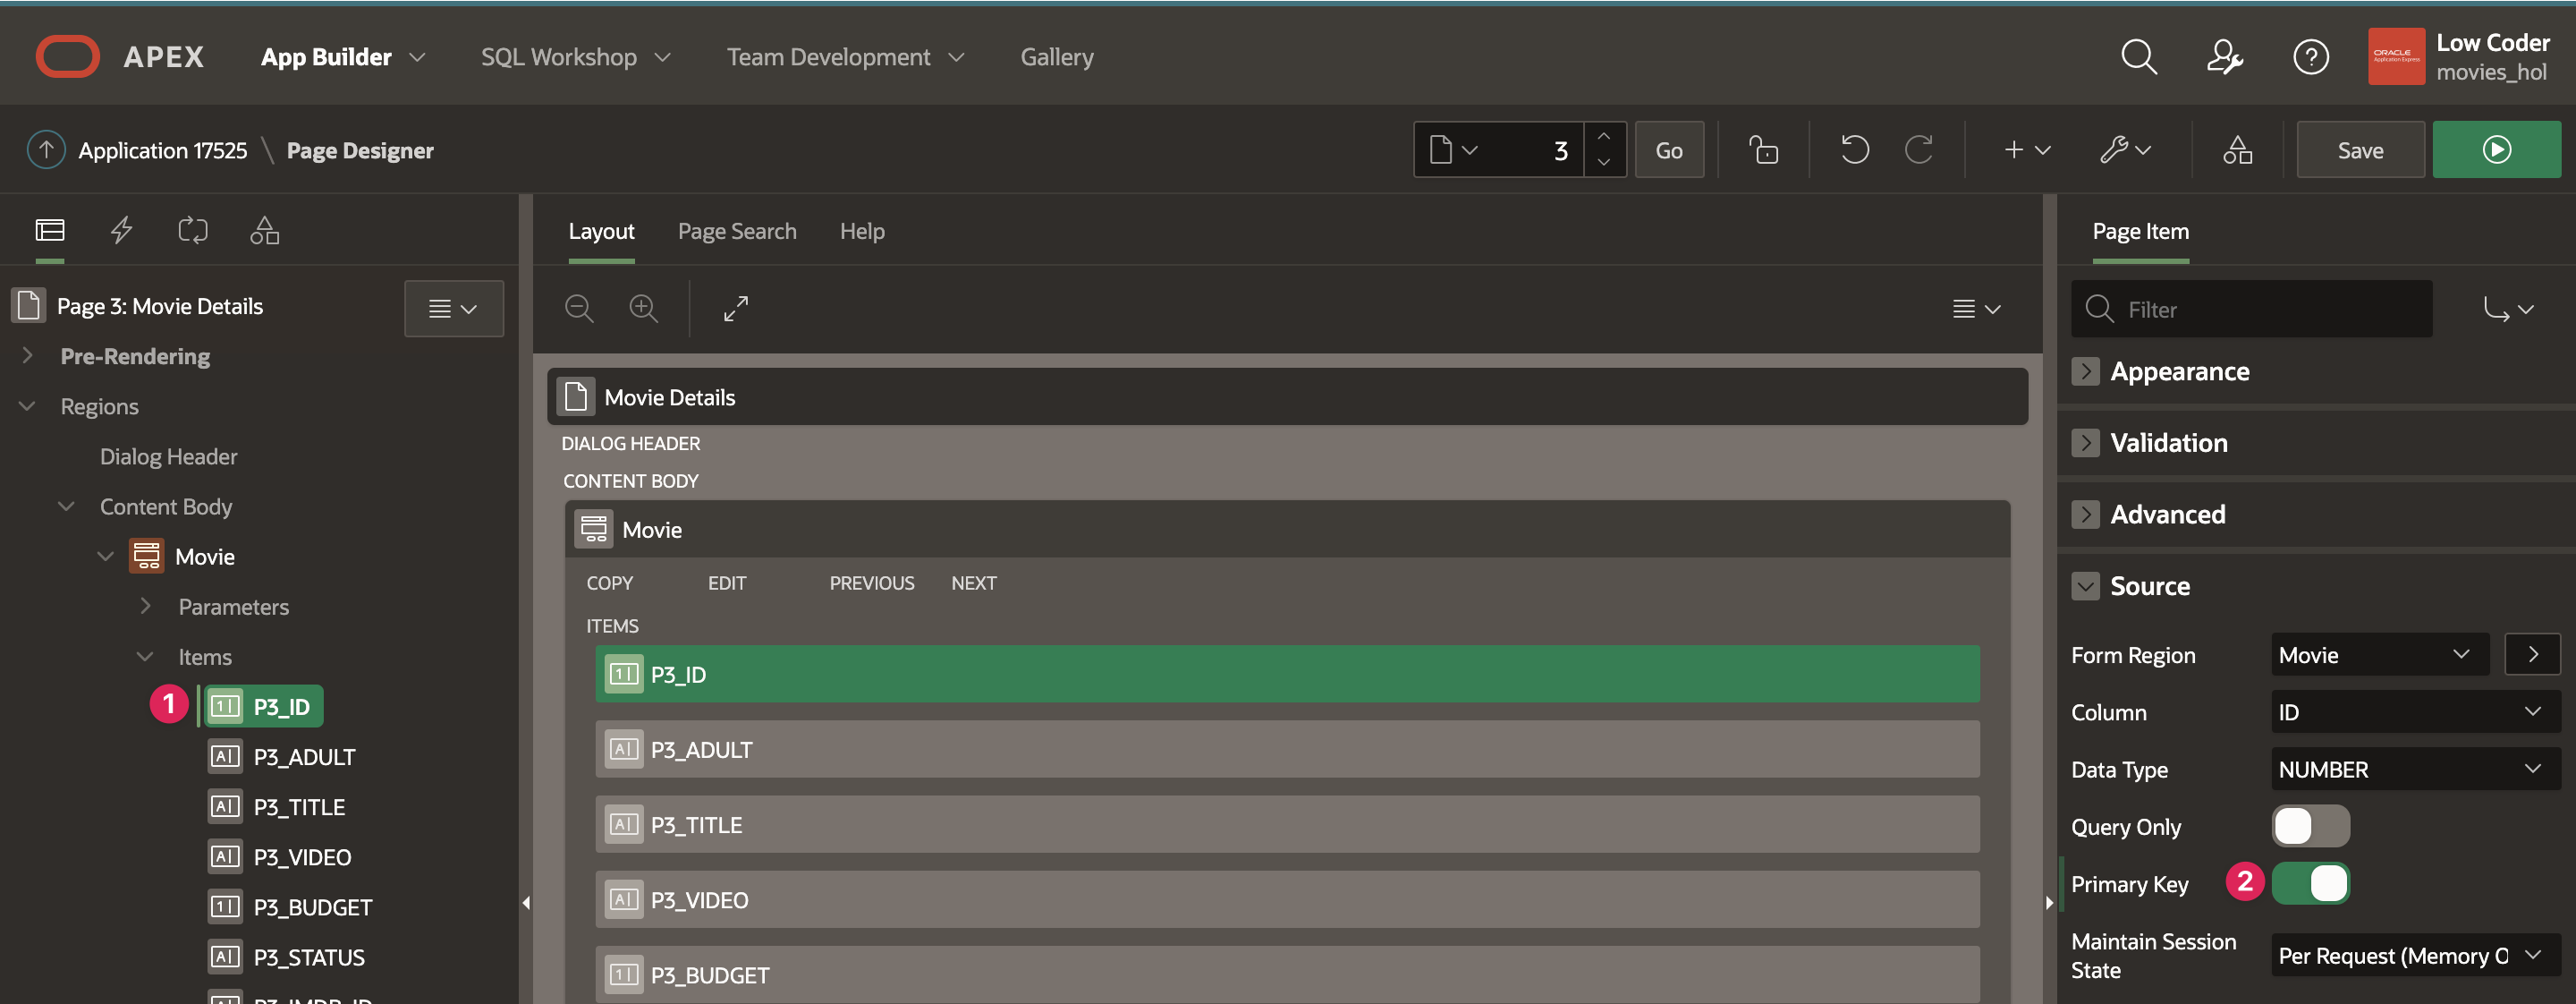 APEX
App Builder
SQL Workshop
Team Development
Gallery
ORACLE
Application Express
Low Coder
movies_hol
Application 17525 \ Page Designer
3
Go
Save
Layout
Page Search
Help
Page Item
Page 3: Movie Details
Pre-Rendering
Regions
Dialog Header
Content Body
Movie
Parameters
Items
1
P3_ID
P3_ADULT
P3_TITLE
P3_VIDEO
P3_BUDGET
P3_STATUS
P3_IMDB_ID
Movie Details
DIALOG HEADER
CONTENT BODY
Movie
COPY
EDIT
PREVIOUS
NEXT
ITEMS
P3_ID
P3_ADULT
P3_TITLE
P3_VIDEO
P3_BUDGET
Filter
Appearance
Validation
Advanced
Source
Form Region
Movie
Column
ID
Data Type
NUMBER
Query Only
Primary Key
2
Maintain Session
State
Per Request (Memory O